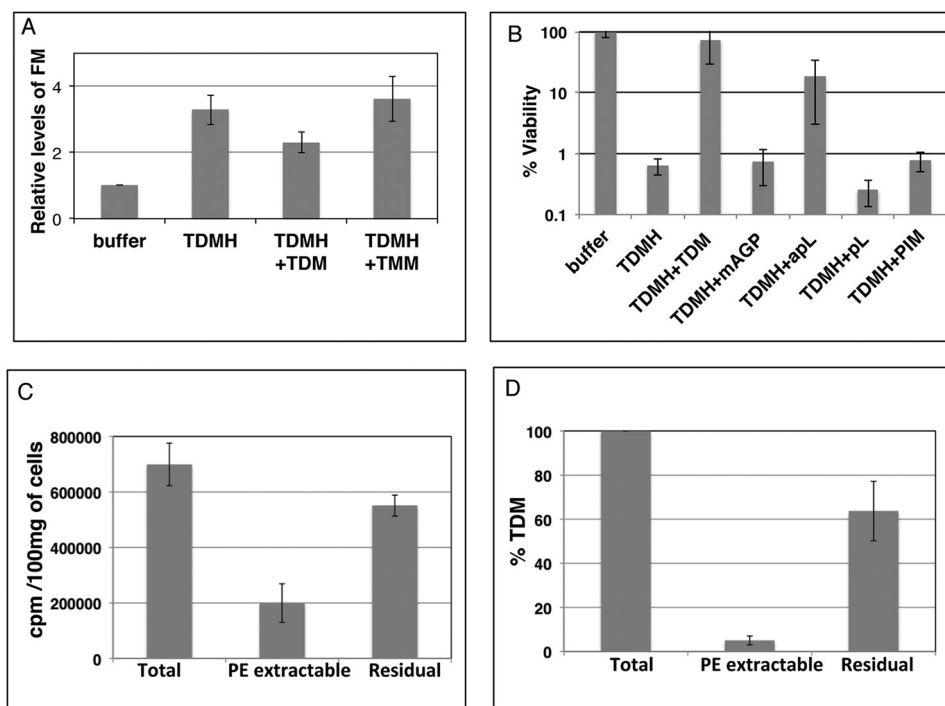 A
Relative levels of FM
4
2
0
buffer
TDMH
TDMH
+TDM
TDMH
+TMM
B
% Viability
100
10
1
0.1
buffer
TDMH
TDMH+TDM
TDMH+mAGP
TDMH+apL
TDMH+pL
TDMH+PIM
C
cpm /100mg of cells
800000
600000
400000
200000
0
Total
PE extractable
Residual
D
% TDM
100
80
60
40
20
0
Total
PE extractable
Residual